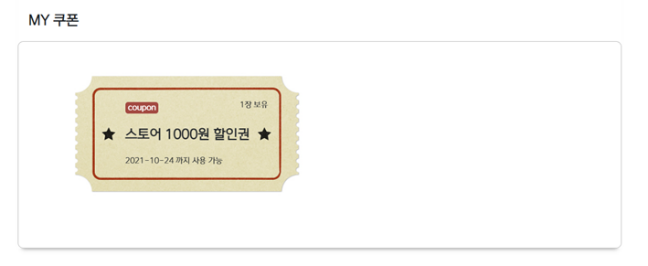 MY 쿠폰
coupon
1장 보유
★ 스토어 1000원 할인권 ★
2021-10-24 까지 사용 가능